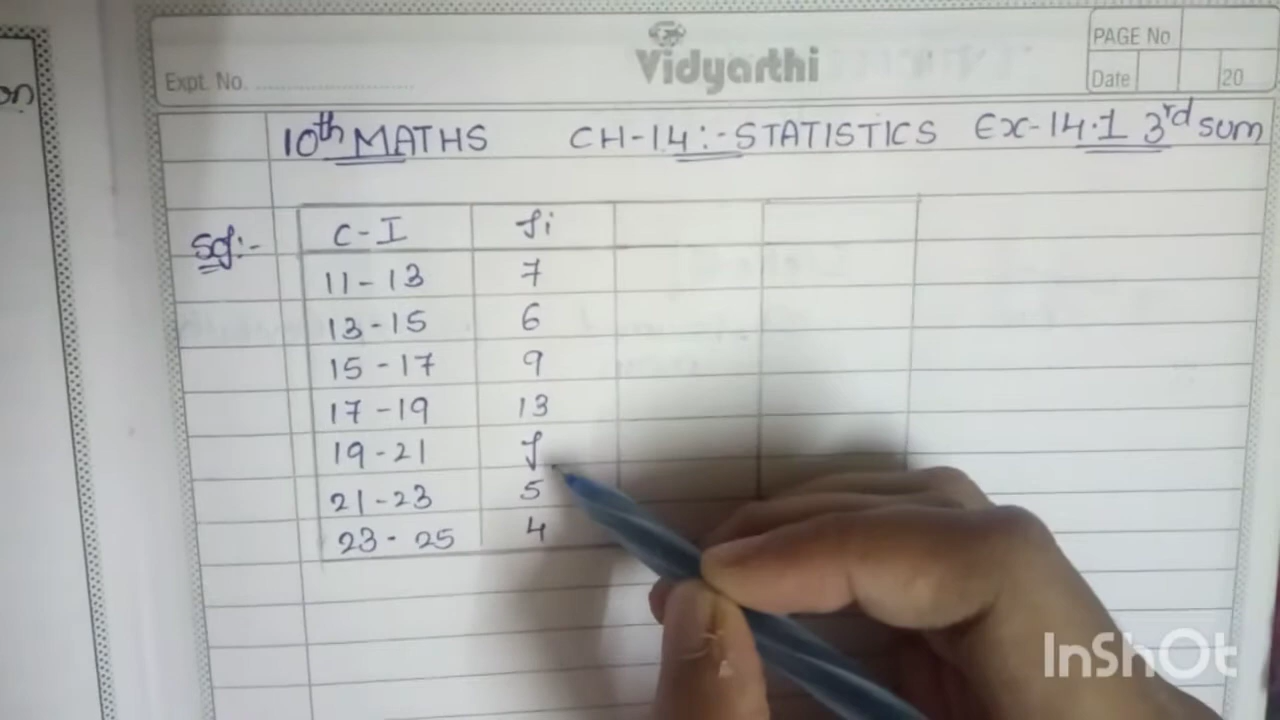 Vidyarthi
PAGE No
Expt. No. ........................
Date 20
10th MATHS CH-14:-STATISTICS EX-14.1 3rd sum
Sol:-
C-I fi
11-13 7
13-15 6
15-17 9
17-19 13
19-21 f
21-23 5
23-25 4
InShOt